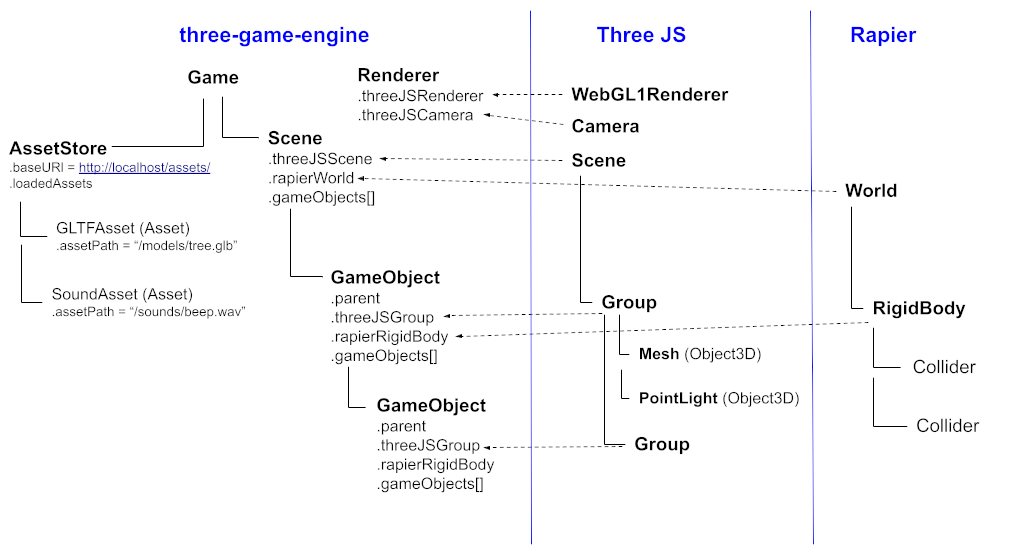 three-game-engine
Three JS
Rapier
Game
Renderer
.threeJSRenderer
.threeJSCamera
WebGL1Renderer
Camera
AssetStore
.baseURI = http://localhost/assets/
.loadedAssets
Scene
.threeJSScene
.rapierWorld
.gameObjects[]
Scene
World
GLTFAsset (Asset)
.assetPath = “/models/tree.glb”
SoundAsset (Asset)
.assetPath = “/sounds/beep.wav”
GameObject
.parent
.threeJSGroup
.rapierRigidBody
.gameObjects[]
Group
RigidBody
Mesh (Object3D)
PointLight (Object3D)
Collider
Collider
GameObject
.parent
.threeJSGroup
.rapierRigidBody
.gameObjects[]
Group